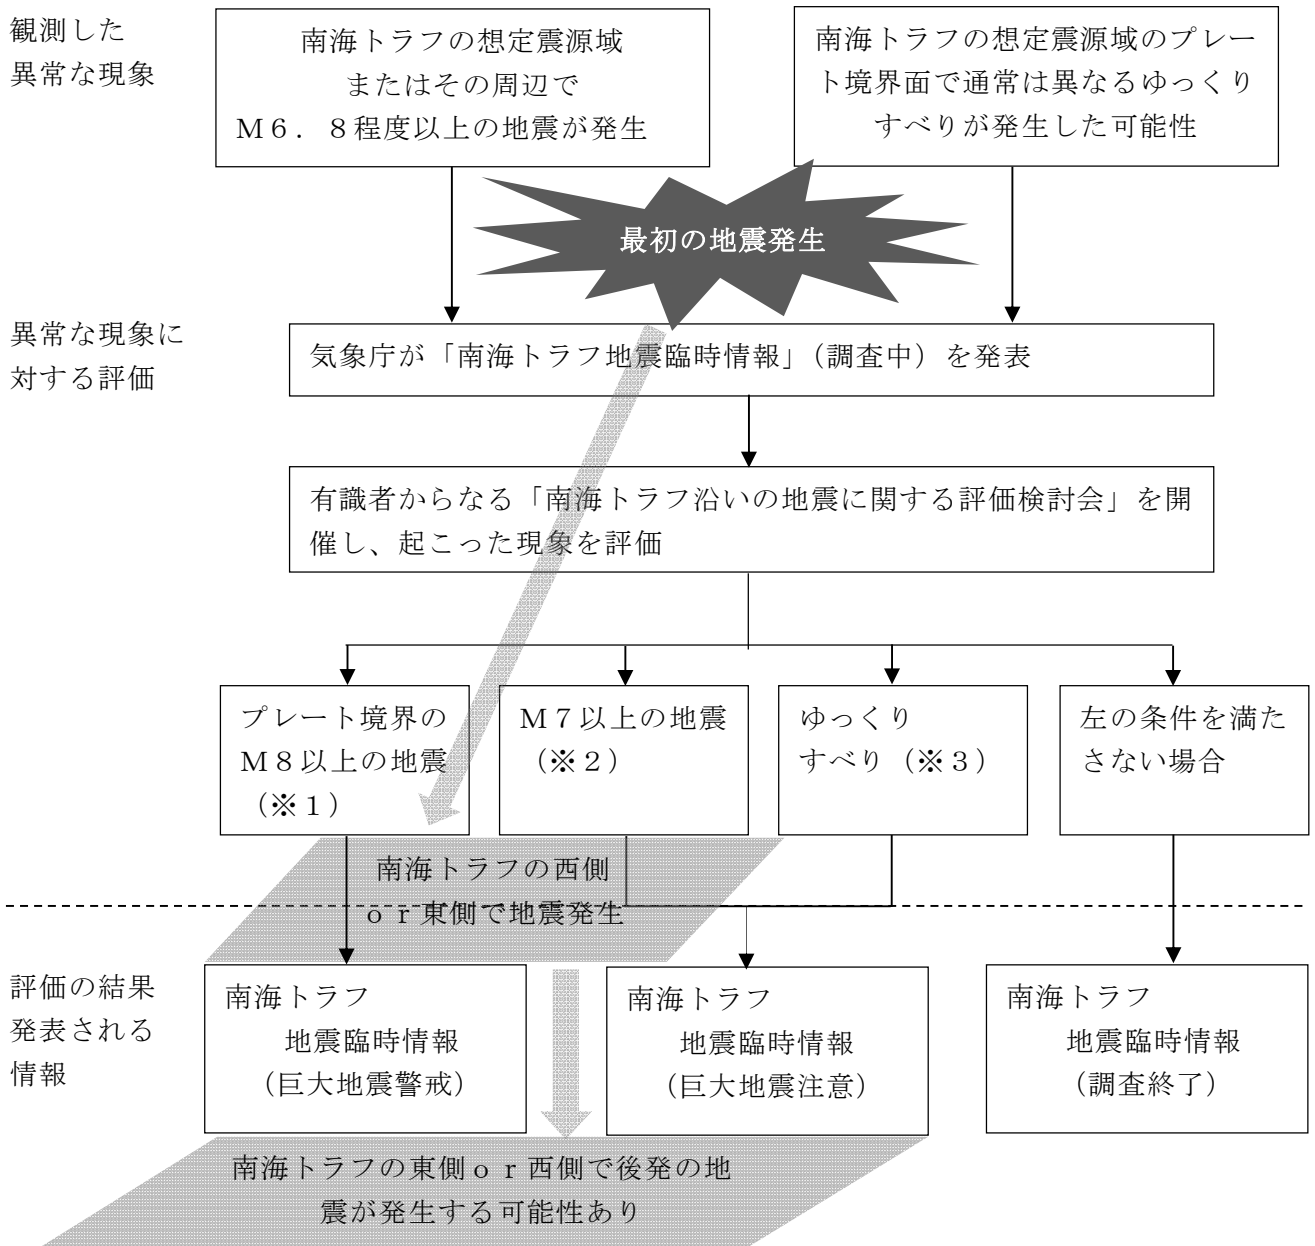 観測した
異常な現象
南海トラフの想定震源域
またはその周辺で
Ｍ６．８程度以上の地震が発生
南海トラフの想定震源域のプレー
ト境界面で通常は異なるゆっくり
すべりが発生した可能性
最初の地震発生
異常な現象に
対する評価
気象庁が「南海トラフ地震臨時情報」（調査中）を発表
有識者からなる「南海トラフ沿いの地震に関する評価検討会」を開
催し、起こった現象を評価
プレート境界の
Ｍ８以上の地震
（※１）
Ｍ７以上の地震
（※２）
ゆっくり
すべり（※３）
左の条件を満た
さない場合
南海トラフの西側
ｏｒ東側で地震発生
評価の結果
発表される
情報
南海トラフ
地震臨時情報
（巨大地震警戒）
南海トラフ
地震臨時情報
（巨大地震注意）
南海トラフ
地震臨時情報
（調査終了）
南海トラフの東側ｏｒ西側で後発の地
震が発生する可能性あり